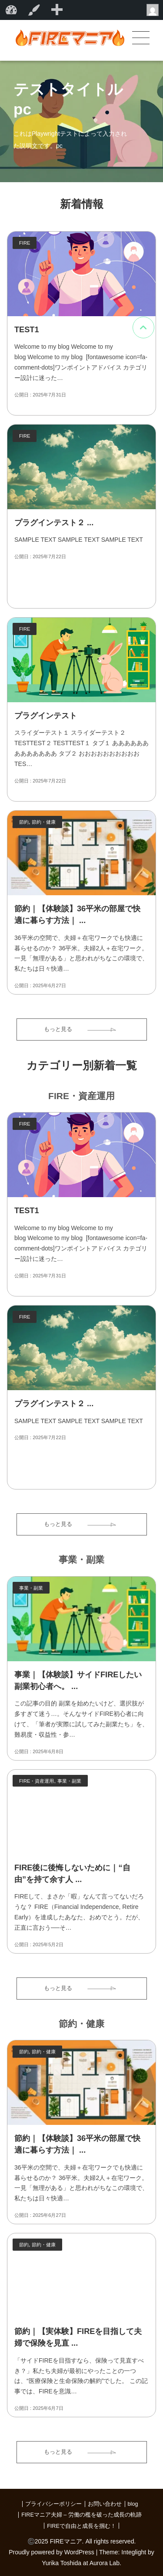 FIREマニア
テストタイトル
pc
これはPlaywrightテストによって入力され
た説明文です。pc
新着情報
FIRE
TEST1
Welcome to my blog Welcome to my
blog Welcome to my blog [fontawesome icon=fa-
comment-dots]ワンポイントアドバイス カテゴリ
ー設計に迷った…
公開日 : 2025年7月31日
FIRE
プラグインテスト２ ...
SAMPLE TEXT SAMPLE TEXT SAMPLE TEXT
公開日 : 2025年7月22日
FIRE
プラグインテスト
スライダーテスト１ スライダーテスト２
TESTTEST２ TESTTEST１ タブ１ ああああああ
ああああああああ タブ２ おおおおおおおおおお
TES…
公開日 : 2025年7月22日
節約, 節約・健康
節約｜【体験談】36平米の部屋で快
適に暮らす方法｜ ...
36平米の空間で、夫婦＋在宅ワークでも快適に
暮らせるのか？ 36平米。夫婦2人＋在宅ワーク。
一見「無理がある」と思われがちなこの環境で、
私たちは日々快適…
公開日 : 2025年6月27日
もっと見る
カテゴリー別新着一覧
FIRE・資産運用
FIRE
TEST1
Welcome to my blog Welcome to my
blog Welcome to my blog [fontawesome icon=fa-
comment-dots]ワンポイントアドバイス カテゴリ
ー設計に迷った…
公開日 : 2025年7月31日
FIRE
プラグインテスト２ ...
SAMPLE TEXT SAMPLE TEXT SAMPLE TEXT
公開日 : 2025年7月22日
もっと見る
事業・副業
事業・副業
事業｜【体験談】サイドFIREしたい
副業初心者へ。 ...
この記事の目的 副業を始めたいけど、選択肢が
多すぎて迷う…。そんなサイドFIRE初心者に向
けて、「筆者が実際に試してみた副業たち」を、
難易度・収益性・参…
公開日 : 2025年6月8日
FIRE・資産運用, 事業・副業
FIRE後に後悔しないために｜“自
由”を持て余す人 ...
FIREして、まさか「暇」なんて言ってないだろ
うな？ FIRE（Financial Independence, Retire
Early）を達成したあなた、おめでとう。だが、
正直に言おう──そ…
公開日 : 2025年5月2日
もっと見る
節約・健康
節約, 節約・健康
節約｜【体験談】36平米の部屋で快
適に暮らす方法｜ ...
36平米の空間で、夫婦＋在宅ワークでも快適に
暮らせるのか？ 36平米。夫婦2人＋在宅ワーク。
一見「無理がある」と思われがちなこの環境で、
私たちは日々快適…
公開日 : 2025年6月27日
節約, 節約・健康
節約｜【実体験】FIREを目指して夫
婦で保険を見直 ...
「サイドFIREを目指すなら、保険って見直すべ
き？」私たち夫婦が最初にやったことの一つ
は、“医療保険と生命保険の解約”でした。 この記
事では、FIREを意識…
公開日 : 2025年6月7日
もっと見る
| プライバシーポリシー | お問い合わせ | blog
| FIREマニア夫婦 – 労働の檻を破った成長の軌跡
| FIREで自由と成長を掴む！ |
©2025 FIREマニア. All rights reserved.
Proudly powered by WordPress | Theme: Integlight by
Yurika Toshida at Aurora Lab.